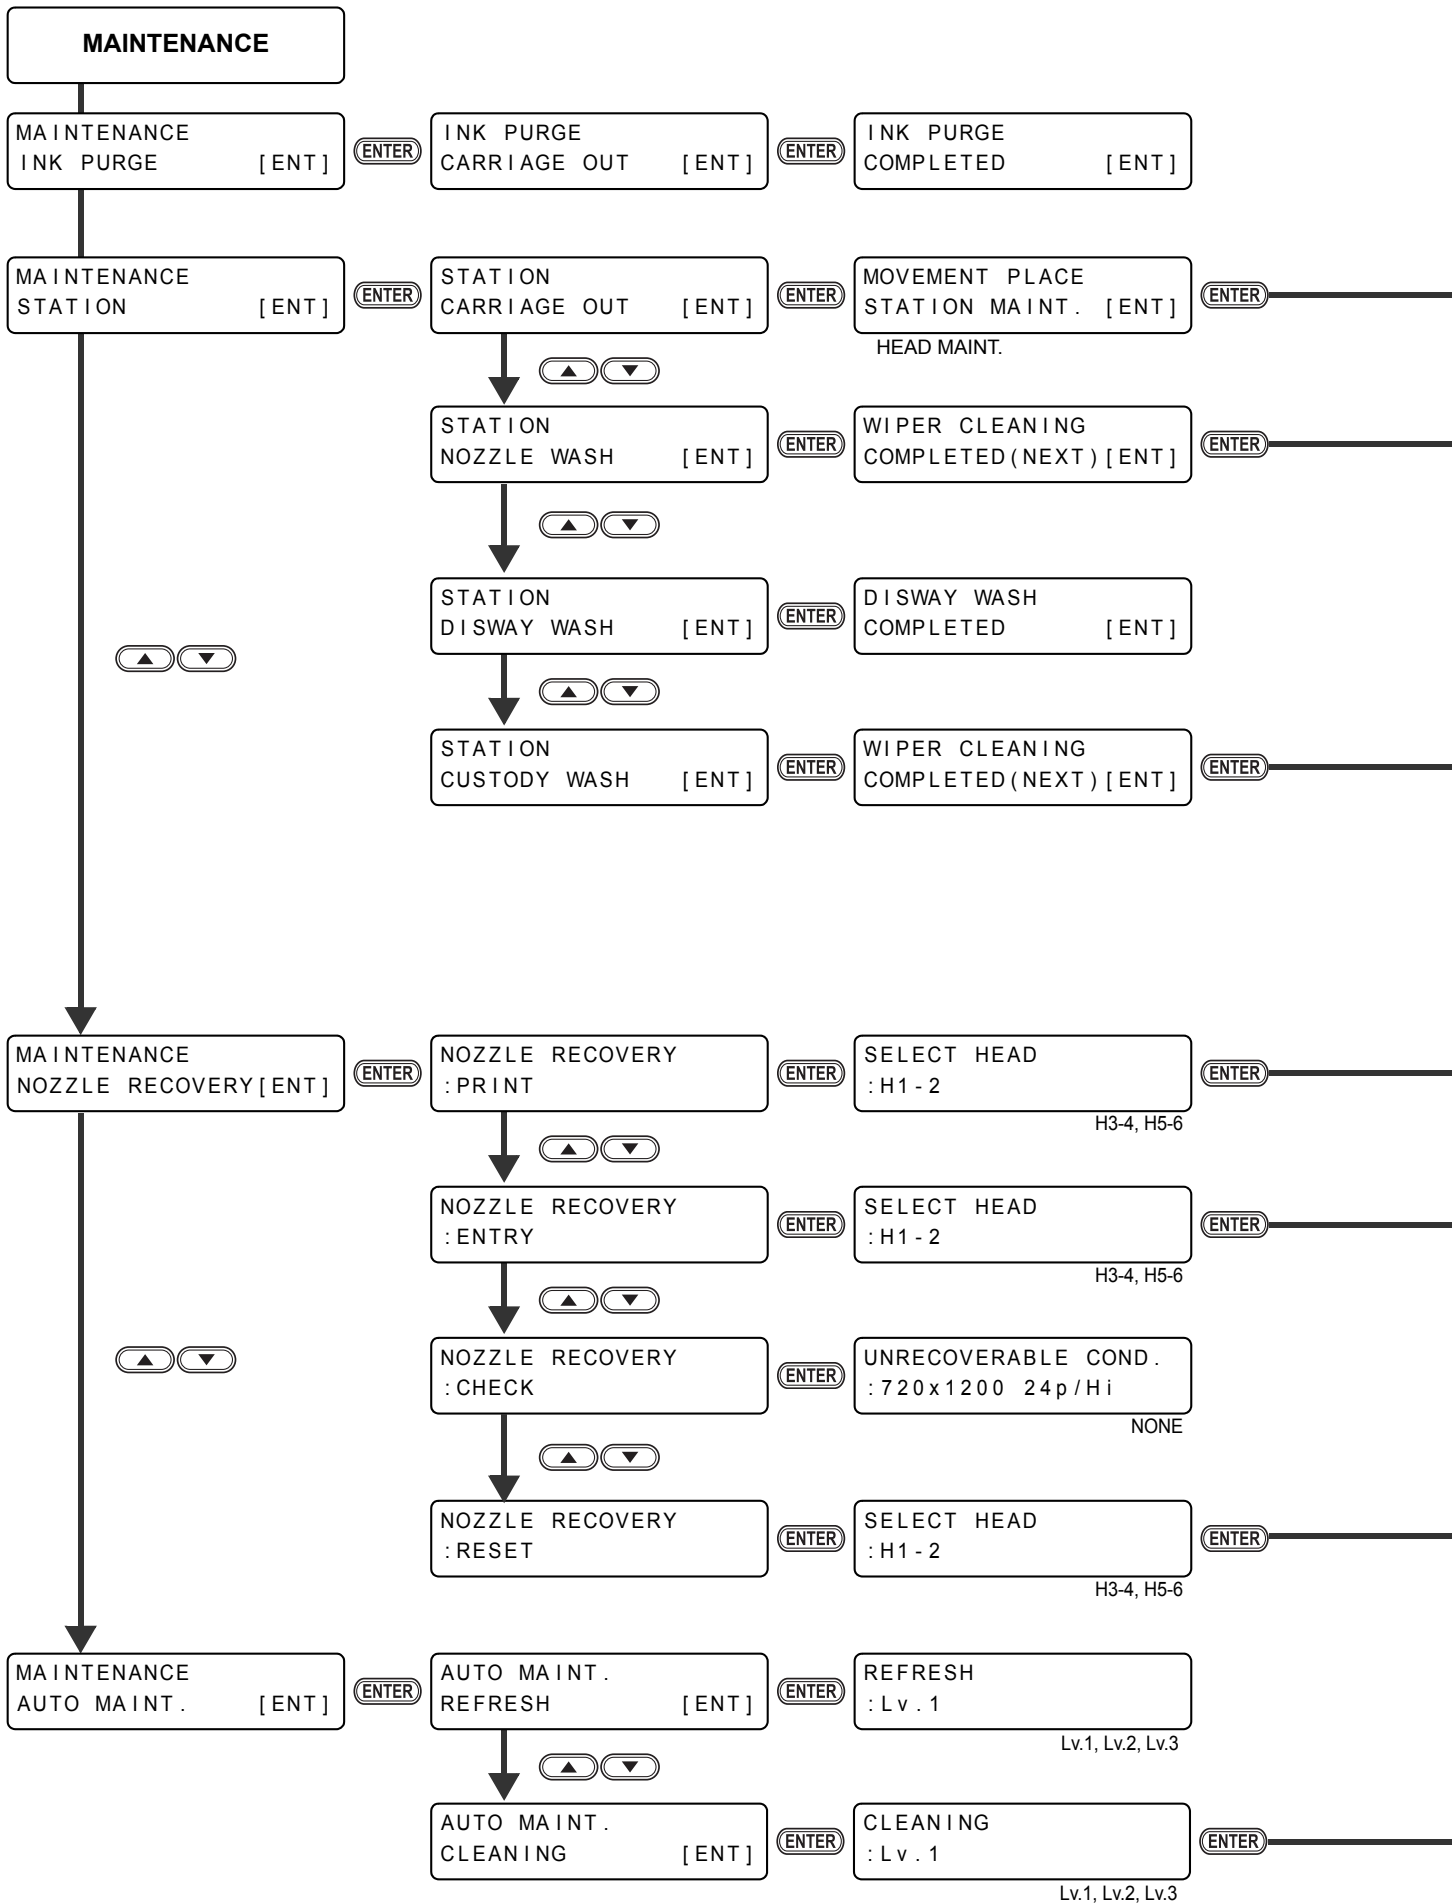 MAINTENANCE
MAINTENANCE
INK PURGE [ENT]
ENTER
INK PURGE
CARRIAGE OUT [ENT]
ENTER
INK PURGE
COMPLETED [ENT]
MAINTENANCE
STATION [ENT]
ENTER
STATION
CARRIAGE OUT [ENT]
ENTER
MOVEMENT PLACE
STATION MAINT. [ENT]
ENTER
HEAD MAINT.
STATION
NOZZLE WASH [ENT]
ENTER
WIPER CLEANING
COMPLETED(NEXT)[ENT]
ENTER
STATION
DISWAY WASH [ENT]
ENTER
DISWAY WASH
COMPLETED [ENT]
STATION
CUSTODY WASH [ENT]
ENTER
WIPER CLEANING
COMPLETED(NEXT)[ENT]
ENTER
MAINTENANCE
NOZZLE RECOVERY[ENT]
ENTER
NOZZLE RECOVERY
:PRINT
ENTER
SELECT HEAD
:H1-2
ENTER
H3-4, H5-6
NOZZLE RECOVERY
:ENTRY
ENTER
SELECT HEAD
:H1-2
ENTER
H3-4, H5-6
NOZZLE RECOVERY
:CHECK
ENTER
UNRECOVERABLE COND.
:720x1200 24p/Hi
NONE
NOZZLE RECOVERY
:RESET
ENTER
SELECT HEAD
:H1-2
ENTER
H3-4, H5-6
MAINTENANCE
AUTO MAINT. [ENT]
ENTER
AUTO MAINT.
REFRESH [ENT]
ENTER
REFRESH
:Lv.1
Lv.1, Lv.2, Lv.3
AUTO MAINT.
CLEANING [ENT]
ENTER
CLEANING
:Lv.1
ENTER
Lv.1, Lv.2, Lv.3